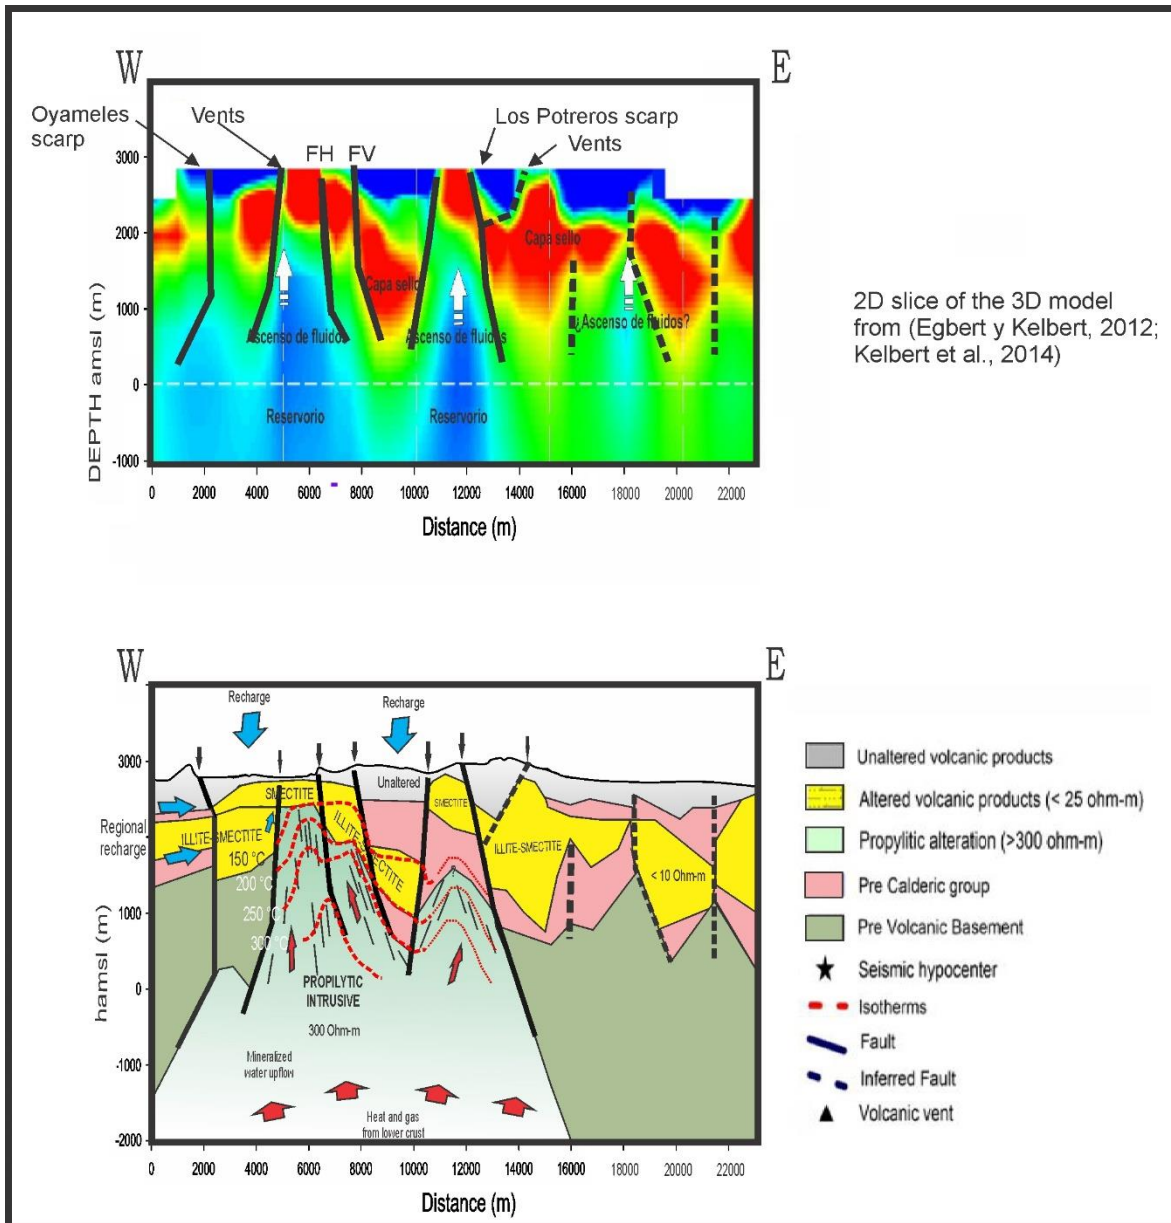 W
E
Oyameles
scarp
Vents
FH
FV
Los Potreros scarp
Vents
3000
2000
1000
0
-1000
DEPTH amsl (m)
Capa sello
Capa sello
Ascenso de fluidos
Ascenso de fluidos
¿Ascenso de fluidos?
Reservorio
Reservorio
0 2000 4000 6000 8000 10000 12000 14000 16000 18000 20000 22000
Distance (m)
2D slice of the 3D model
from (Egbert y Kelbert, 2012;
Kelbert et al., 2014)
W
E
Recharge
Recharge
3000
1000
0
-1000
-2000
hamsl (m)
Regional
recharge
SMECTITE
Unaltered
SMECTITE
ILLITE-SMECTITE
ILLITE-SMECTITE
ILLITE-SMECTITE
150 °C
200 °C
250 °C
300 °C
< 10 Ohm-m
PROPILYTIC
INTRUSIVE
300 Ohm-m
Mineralized
water upflow
Heat and gas
from lower crust
0 2000 4000 6000 8000 10000 12000 14000 16000 18000 20000 22000
Distance (m)
Unaltered volcanic products
Altered volcanic products (< 25 ohm-m)
Propylitic alteration (>300 ohm-m)
Pre Calderic group
Pre Volcanic Basement
Seismic hypocenter
Isotherms
Fault
Inferred Fault
Volcanic vent